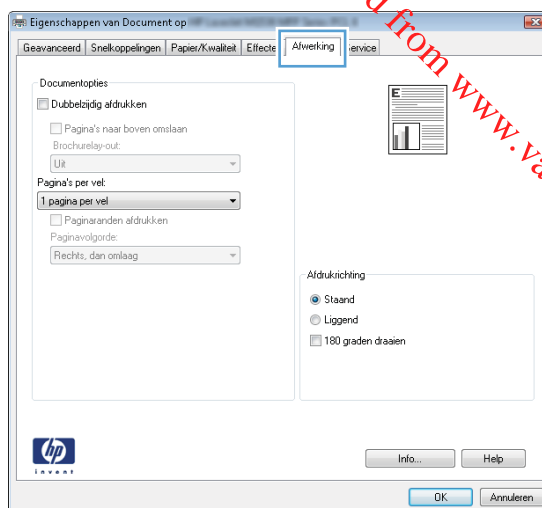 Eigenschappen van Document op
Geavanceerd Snelkoppelingen Papier/Kwaliteit Effecte Afwerking ervice
from www.va
Documentopties
Dubbelzijdig afdrukken
Pagina's naar boven omslaan
Brochurelay-out:
Uit
Pagina's per vel:
1 pagina per vel
Paginaranden afdrukken
Paginavolgorde:
Rechts, dan omlaag
E
Afdrukrichting
Staand
Liggend
180 graden draaien
hp
invent
Info... Help
OK Annuleren